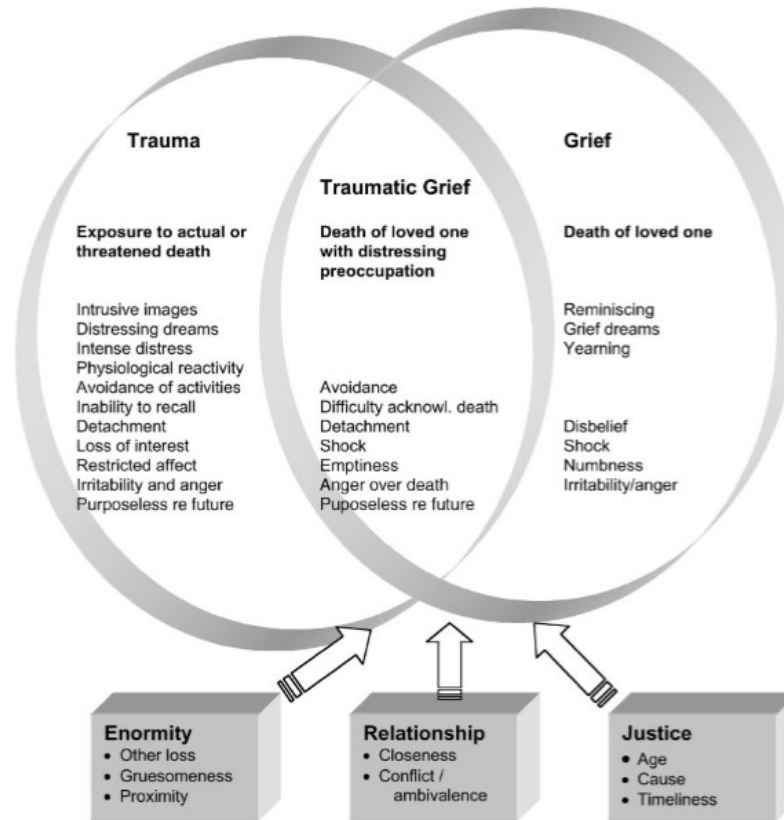 Trauma
Exposure to actual or
threatened death
Intrusive images
Distressing dreams
Intense distress
Physiological reactivity
Avoidance of activities
Inability to recall
Detachment
Loss of interest
Restricted affect
Irritability and anger
Purposeless re future
Traumatic Grief
Death of loved one
with distressing
preoccupation
Avoidance
Difficulty acknowl. death
Detachment
Shock
Emptiness
Anger over death
Puposeless re future
Grief
Death of loved one
Reminiscing
Grief dreams
Yearning
Disbelief
Shock
Numbness
Irritability/anger
Enormity
• Other loss
• Gruesomeness
• Proximity
Relationship
• Closeness
• Conflict /
ambivalence
Justice
• Age
• Cause
• Timeliness